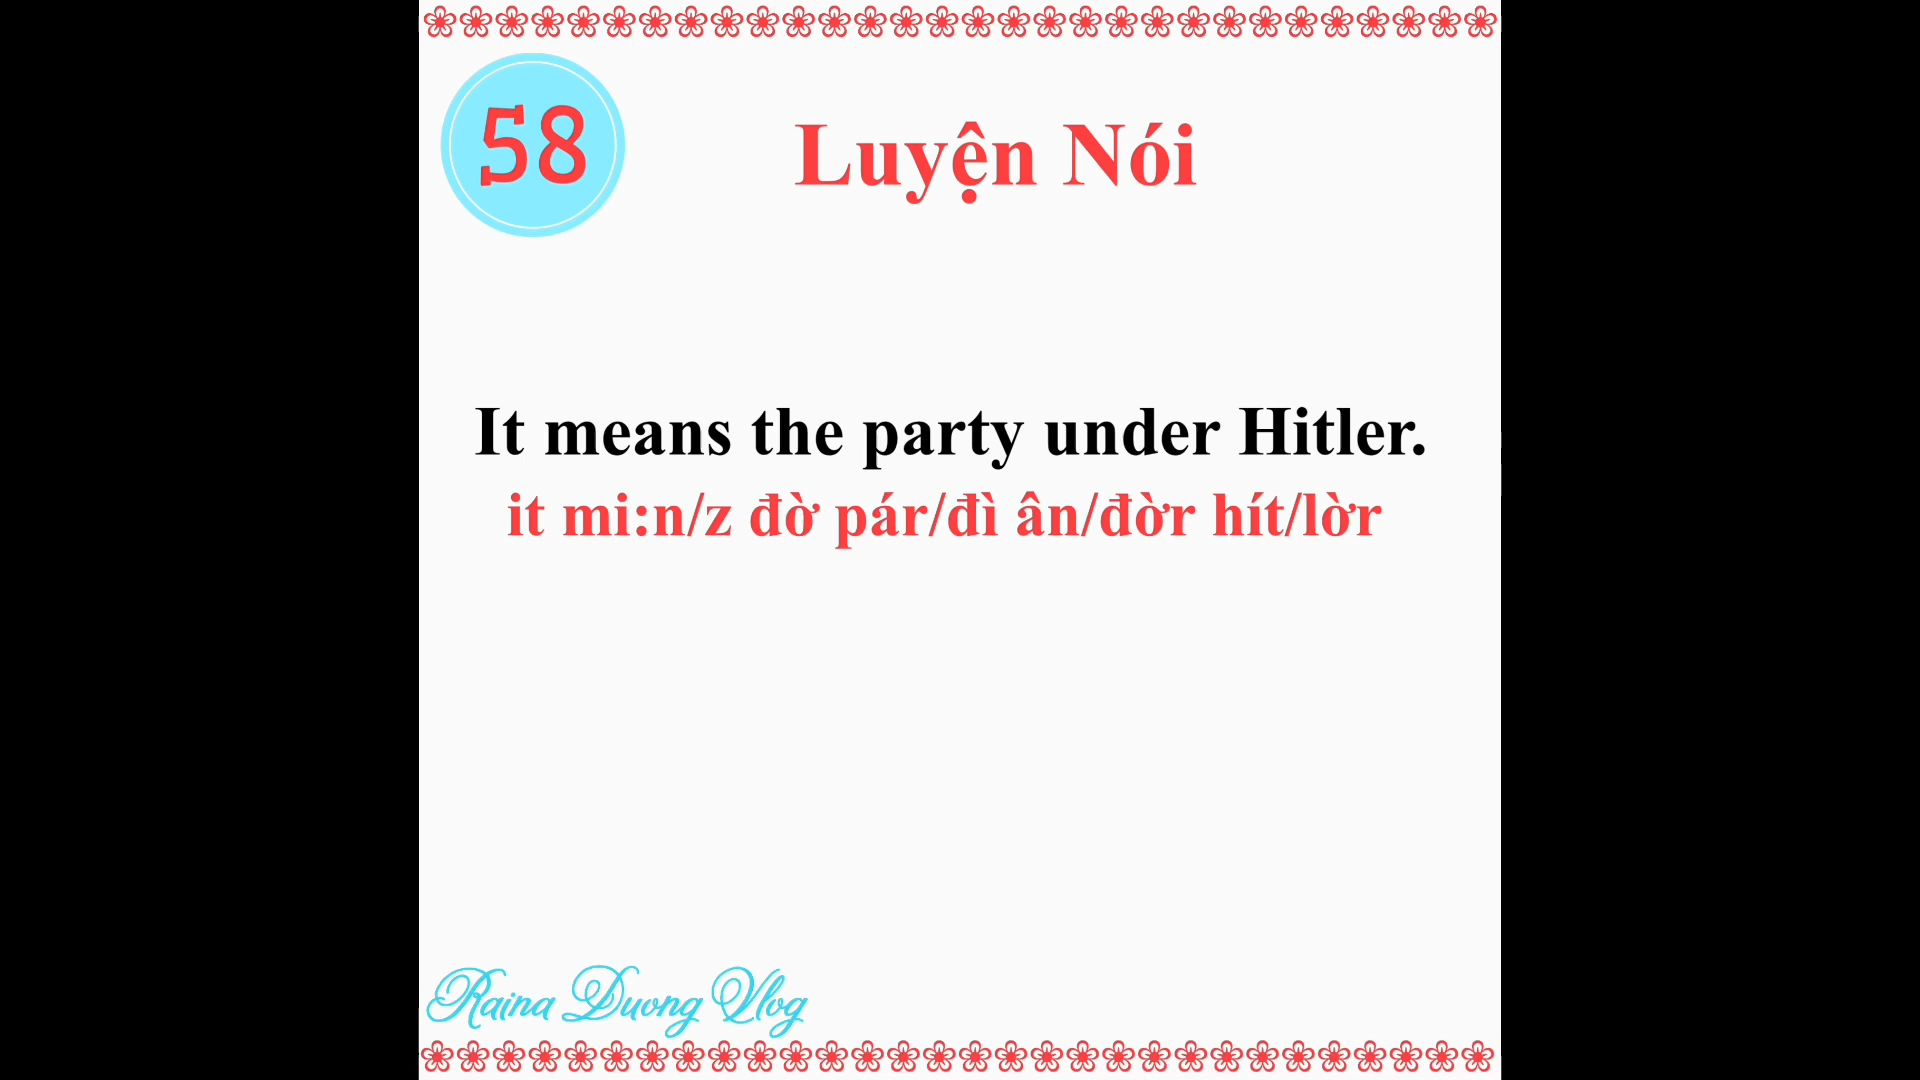 58
Luyện Nói
It means the party under Hitler.
it mi:n/z đờ pár/đì ân/đờr hít/lờr
Raina Duong Vlog